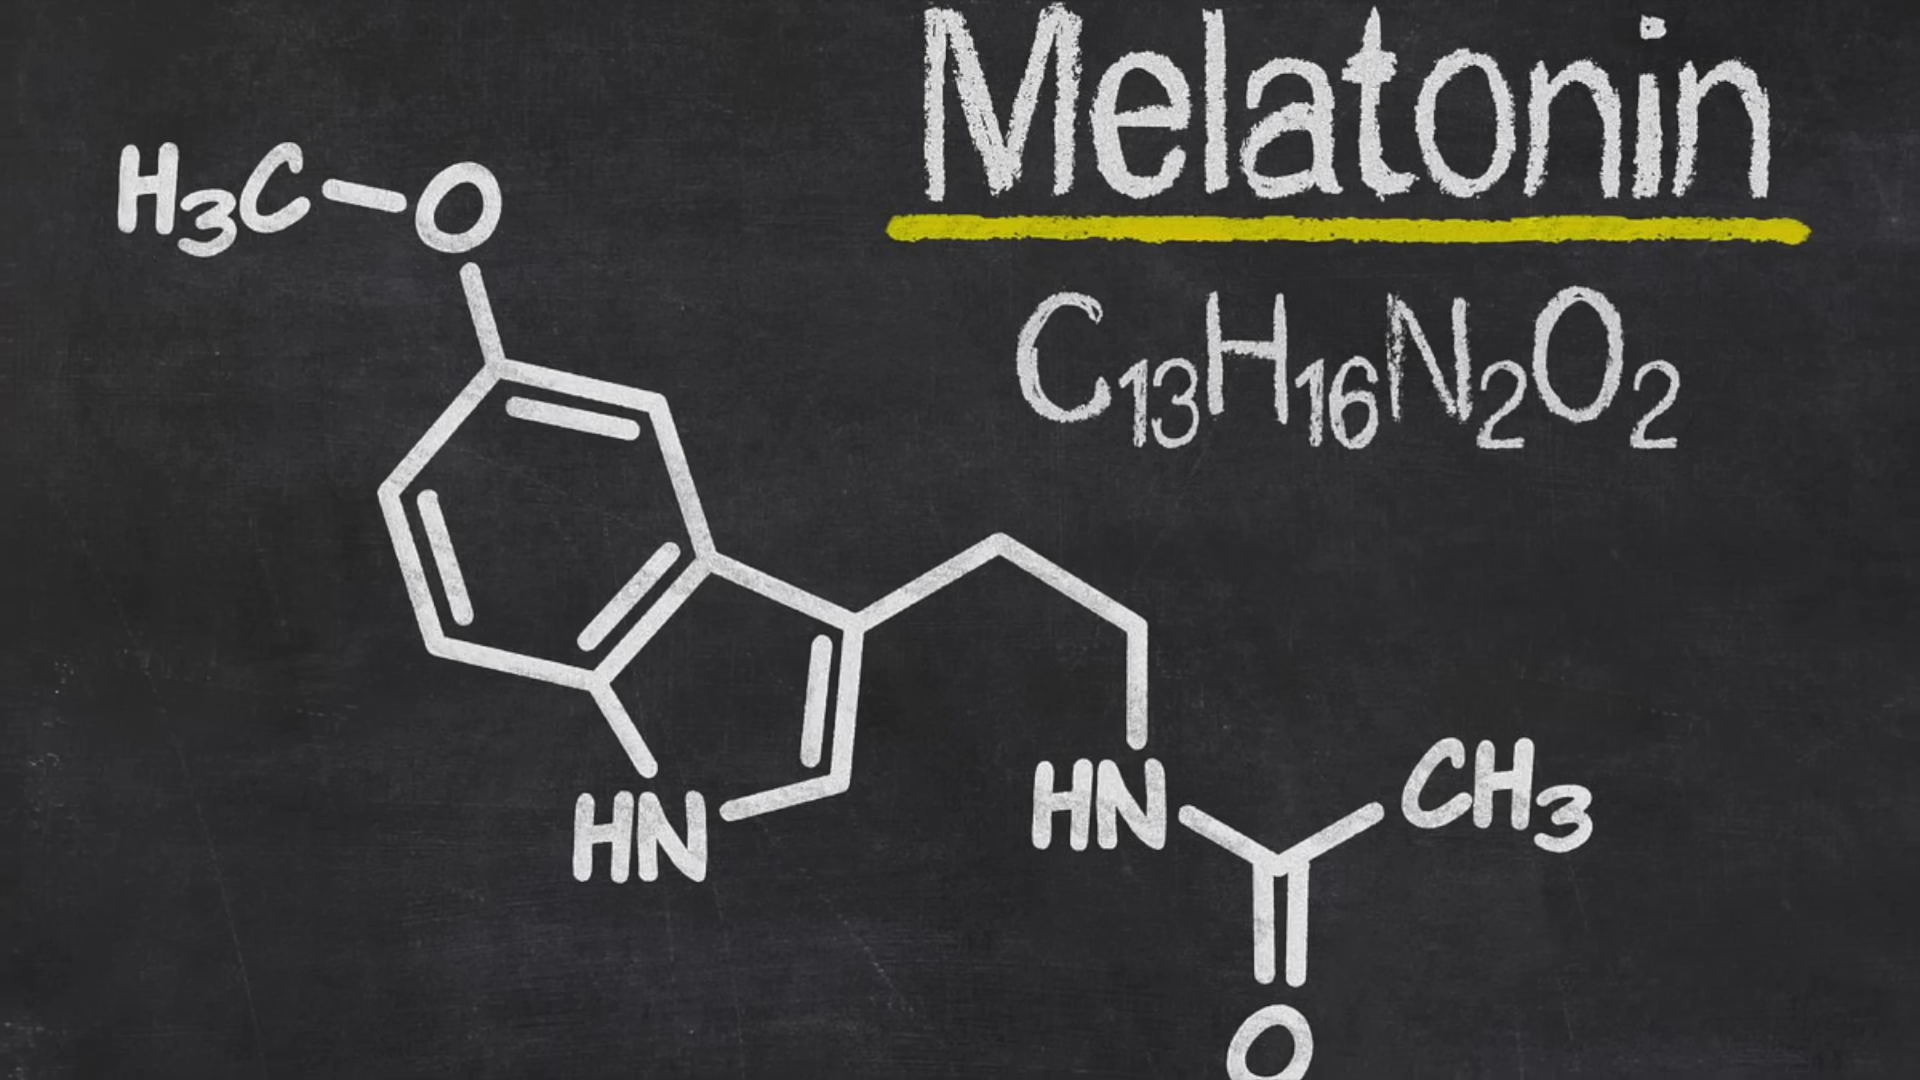 Melatonin
C₁₃H₁₆N₂O₂
H₃C
O
HN
HN
CH₃
O